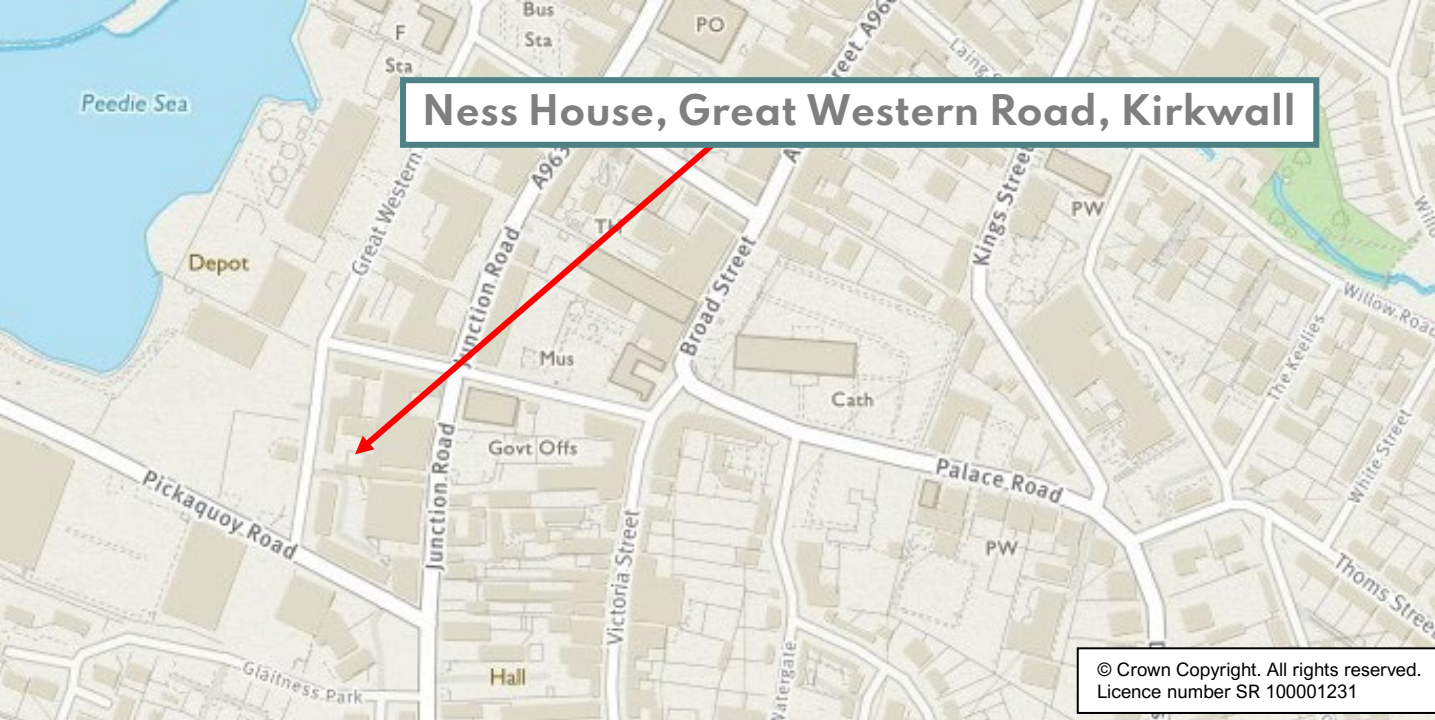 Bus
Sta
PO
F
Sta
Laing
Peedie Sea
Ness House, Great Western Road, Kirkwall
Great Western
A963
Kings Street
PW
TH
Depot
Junction Road
Broad Street
Willow Road
The Keelies
Mus
Cath
White Street
Govt Offs
Junction Road
Palace Road
Pickaquoy Road
Victoria Street
PW
Thoms Street
Watergate
Hall
Glaitness Park
© Crown Copyright. All rights reserved.
Licence number SR 100001231